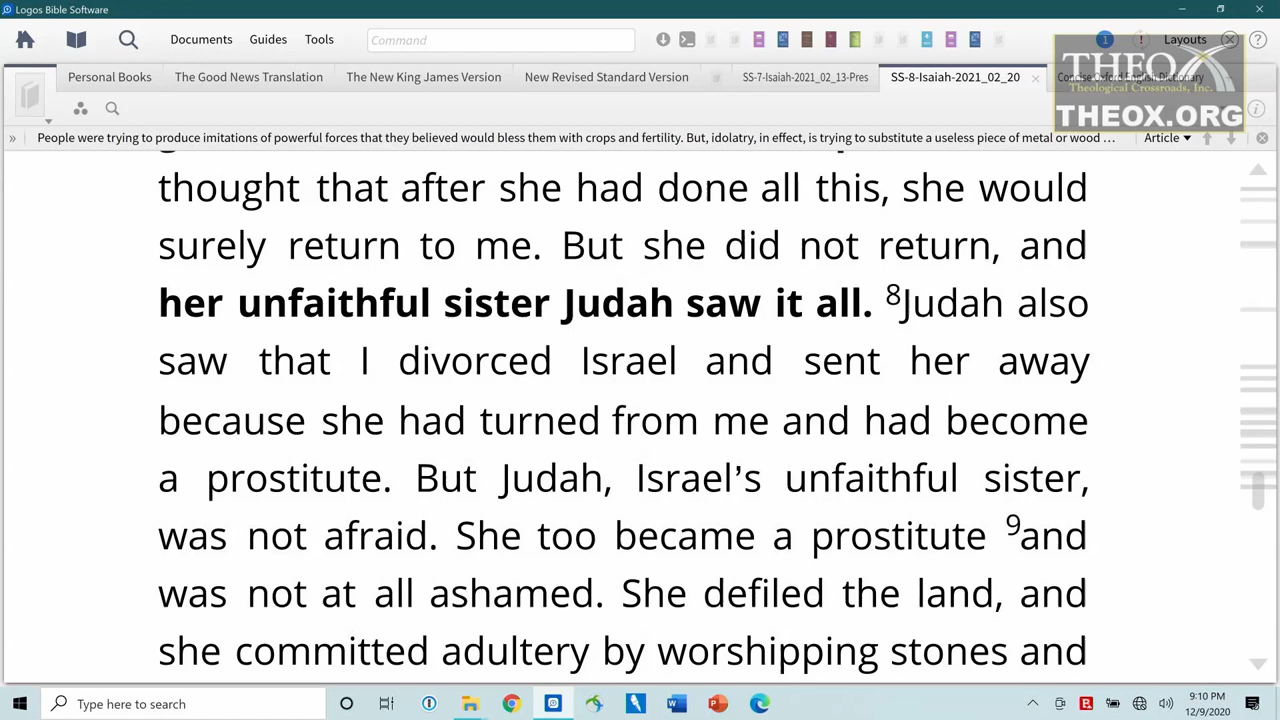 Logos Bible Software
Documents Guides Tools Command Layouts
THEOX
Theological Crossroads, Inc.
THEOX.ORG
Personal Books The Good News Translation The New King James Version New Revised Standard Version SS-7-Isaiah-2021_02_13-Pres SS-8-Isaiah-2021_02_20 Concise Oxford English Dictionary
» People were trying to produce imitations of powerful forces that they believed would bless them with crops and fertility. But, idolatry, in effect, is trying to substitute a useless piece of metal or wood ... Article
thought that after she had done all this, she would
surely return to me. But she did not return, and
her unfaithful sister Judah saw it all. 8Judah also
saw that I divorced Israel and sent her away
because she had turned from me and had become
a prostitute. But Judah, Israel’s unfaithful sister,
was not afraid. She too became a prostitute 9and
was not at all ashamed. She defiled the land, and
she committed adultery by worshipping stones and
Type here to search
9:10 PM
12/9/2020